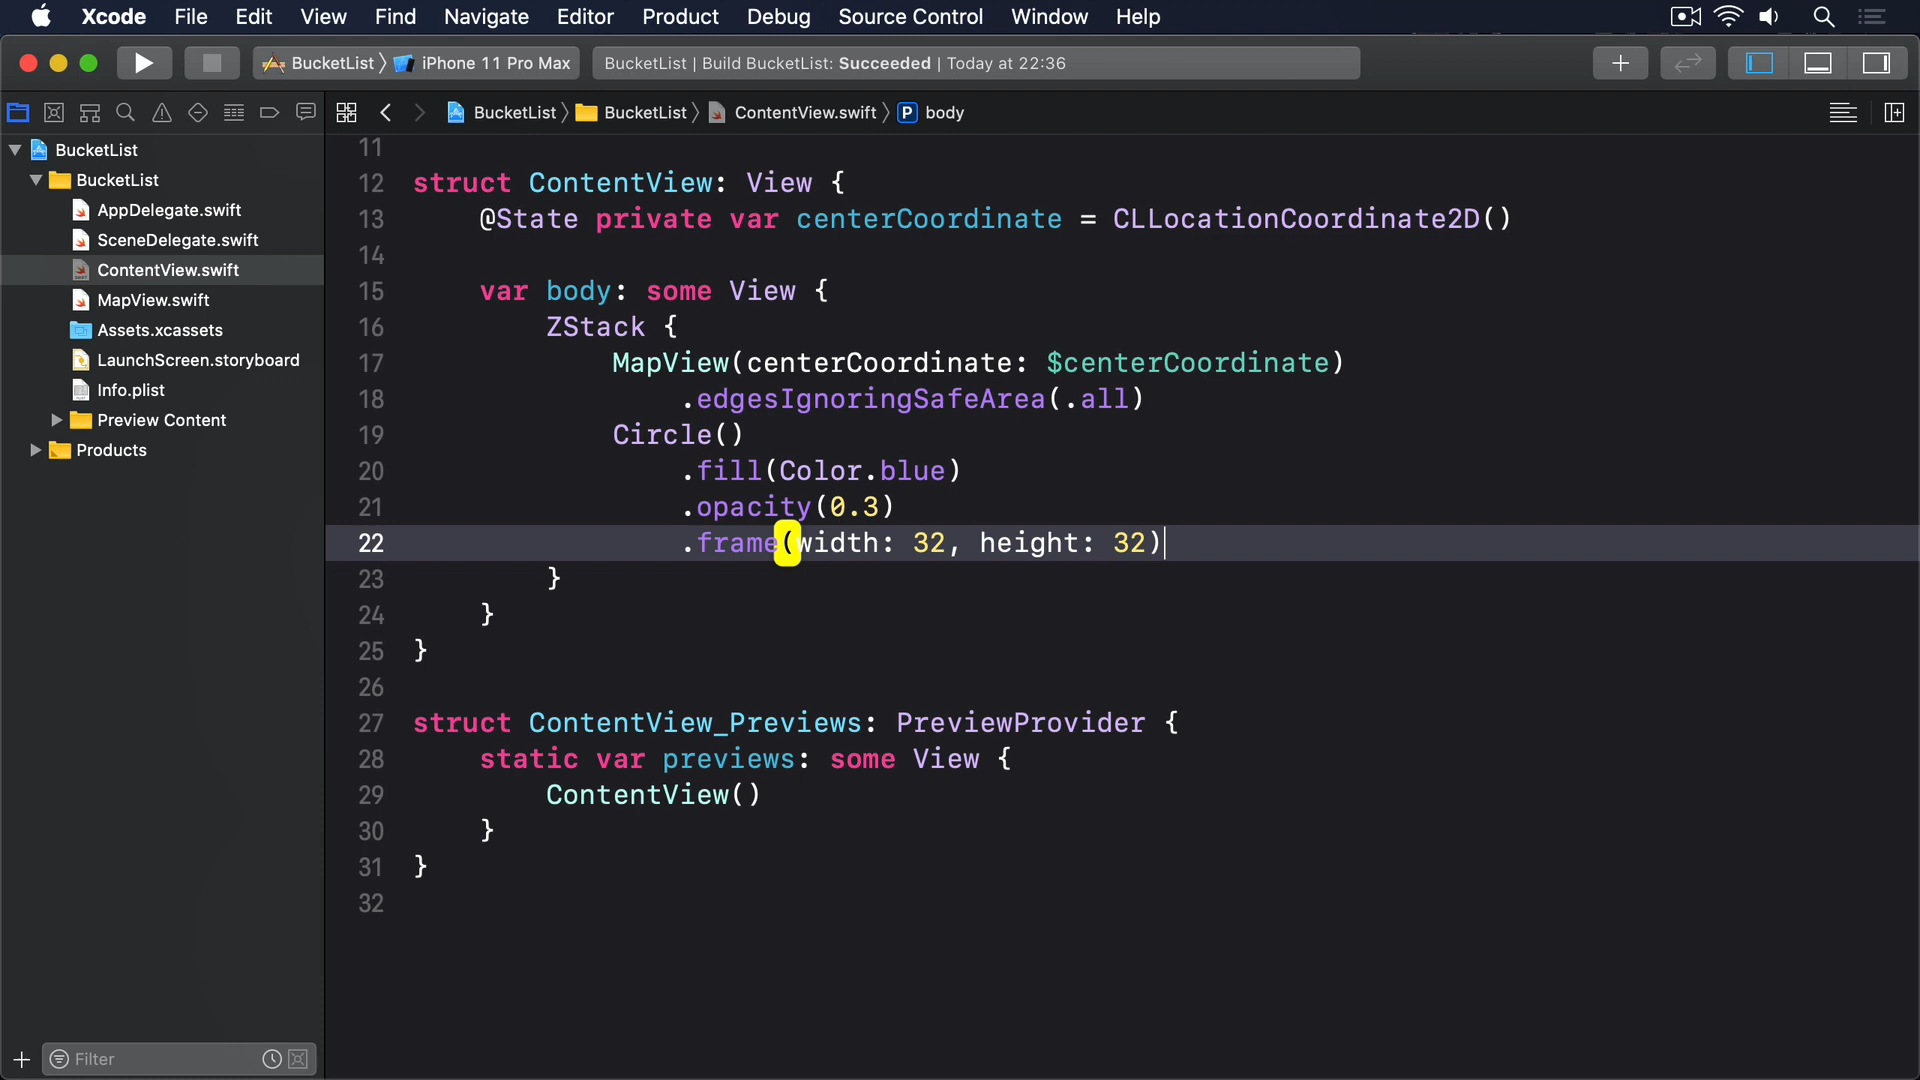 Xcode File Edit View Find Navigate Editor Product Debug Source Control Window Help
BucketList iPhone 11 Pro Max BucketList | Build BucketList: Succeeded | Today at 22:36
BucketList BucketList ContentView.swift P body
BucketList
BucketList
AppDelegate.swift
SceneDelegate.swift
ContentView.swift
MapView.swift
Assets.xcassets
LaunchScreen.storyboard
Info.plist
Preview Content
Products
Filter
11
12 struct ContentView: View {
13 @State private var centerCoordinate = CLLocationCoordinate2D()
14
15 var body: some View {
16 ZStack {
17 MapView(centerCoordinate: $centerCoordinate)
18 .edgesIgnoringSafeArea(.all)
19 Circle()
20 .fill(Color.blue)
21 .opacity(0.3)
22 .frame(width: 32, height: 32)
23 }
24 }
25 }
26
27 struct ContentView_Previews: PreviewProvider {
28 static var previews: some View {
29 ContentView()
30 }
31 }
32